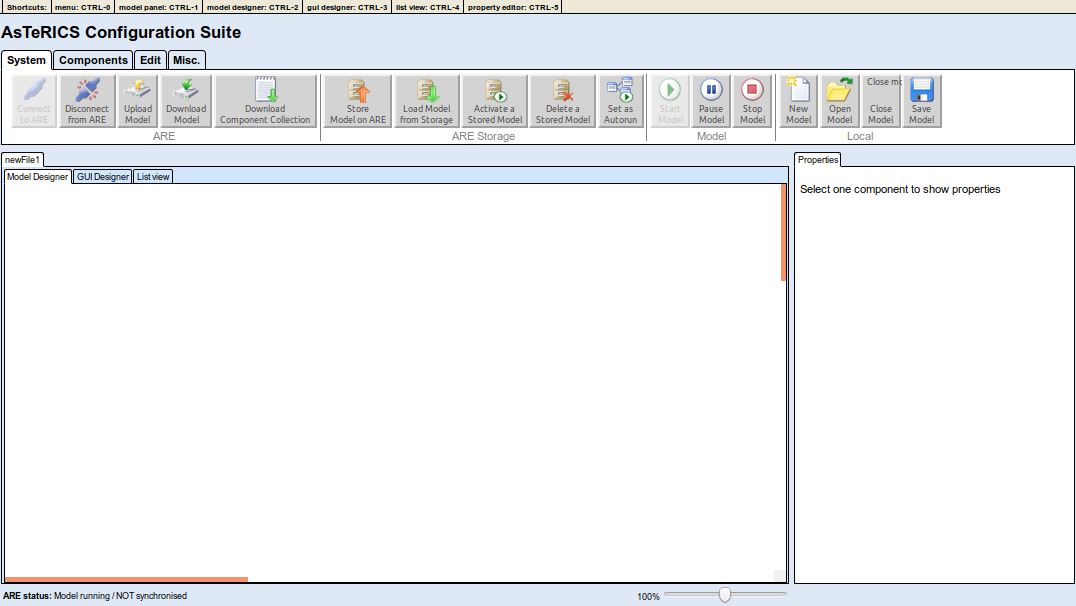 Shortcuts: menu: CTRL-0 model panel: CTRL-1 model designer: CTRL-2 gui designer: CTRL-3 list view: CTRL-4 property editor: CTRL-5
AsTeRICS Configuration Suite
System Components Edit Misc.
Connect to ARE
Disconnect from ARE
Upload Model
Download Model
Download Component Collection
ARE
Store Model on ARE
Load Model from Storage
Activate a Stored Model
Delete a Stored Model
Set as Autorun
ARE Storage
Start Model
Pause Model
Stop Model
Model
New Model
Open Model
Close mo
Close Model
Save Model
Local
newFile1
Model Designer GUI Designer List view
Properties
Select one component to show properties
ARE status: Model running / NOT synchronised
100%